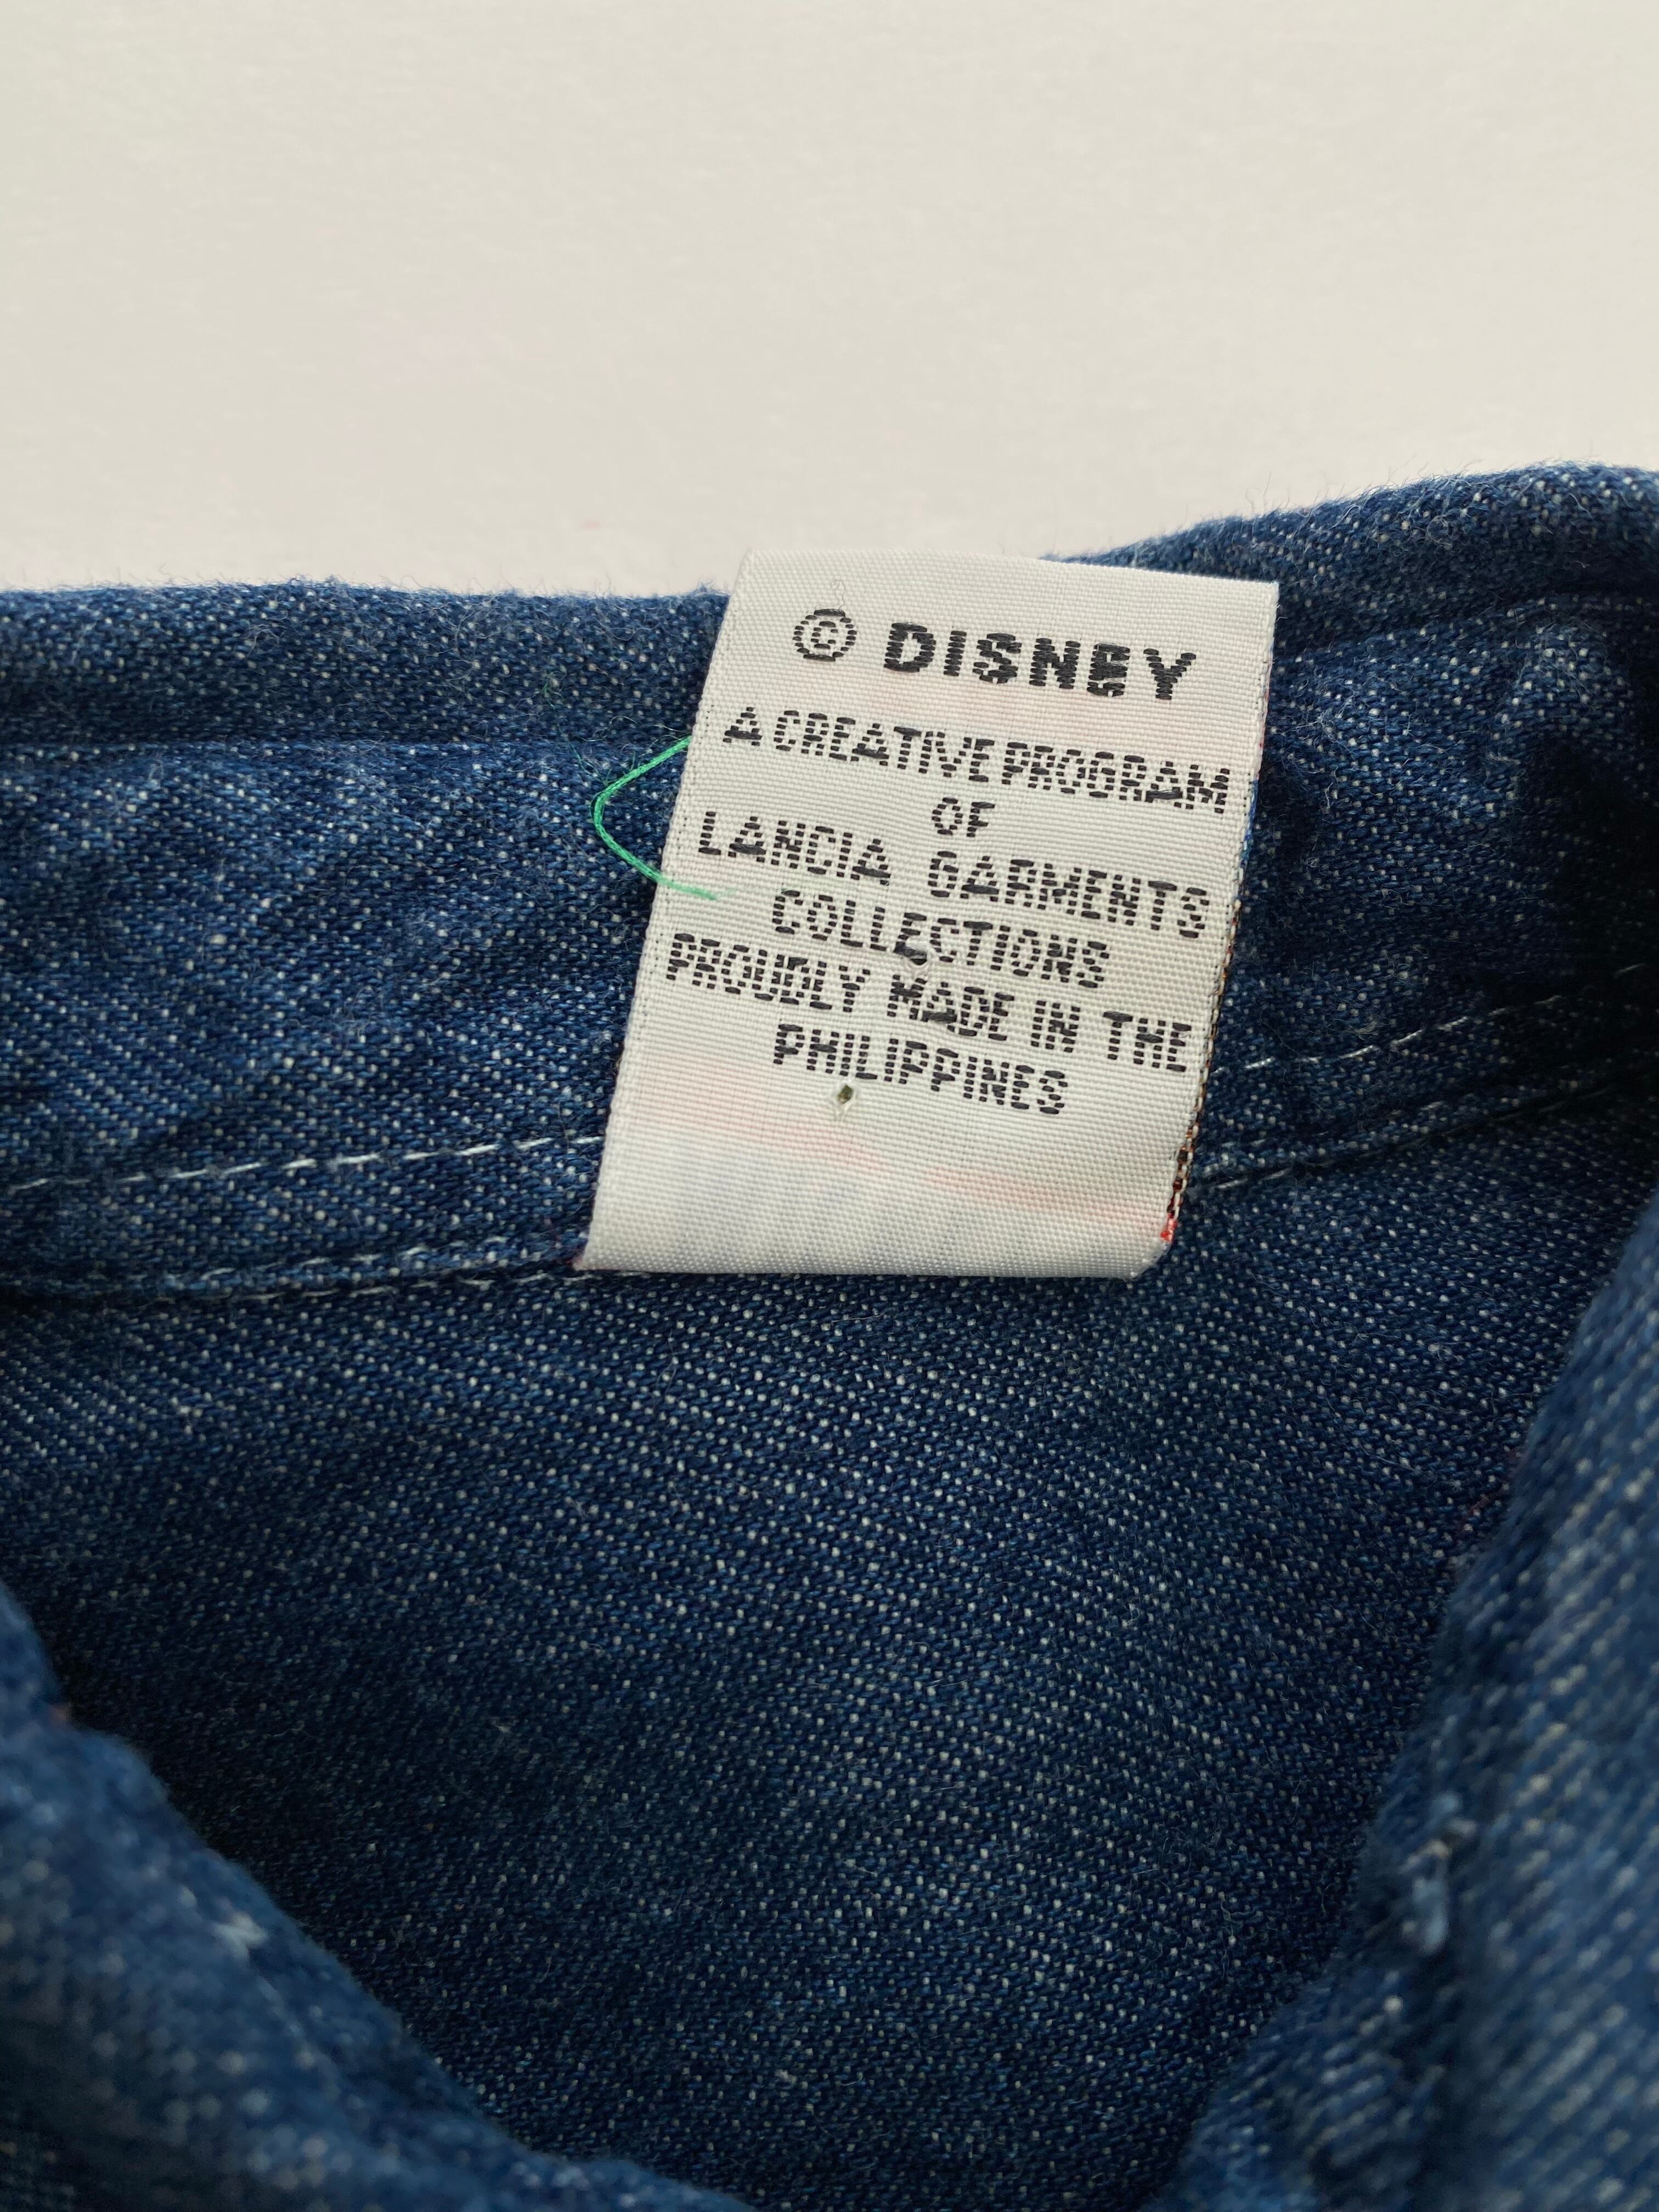 © DISNEY
A CREATIVE PROGRAM
OF
LANCIA GARMENTS
COLLECTIONS
PROUDLY MADE IN THE
PHILIPPINES